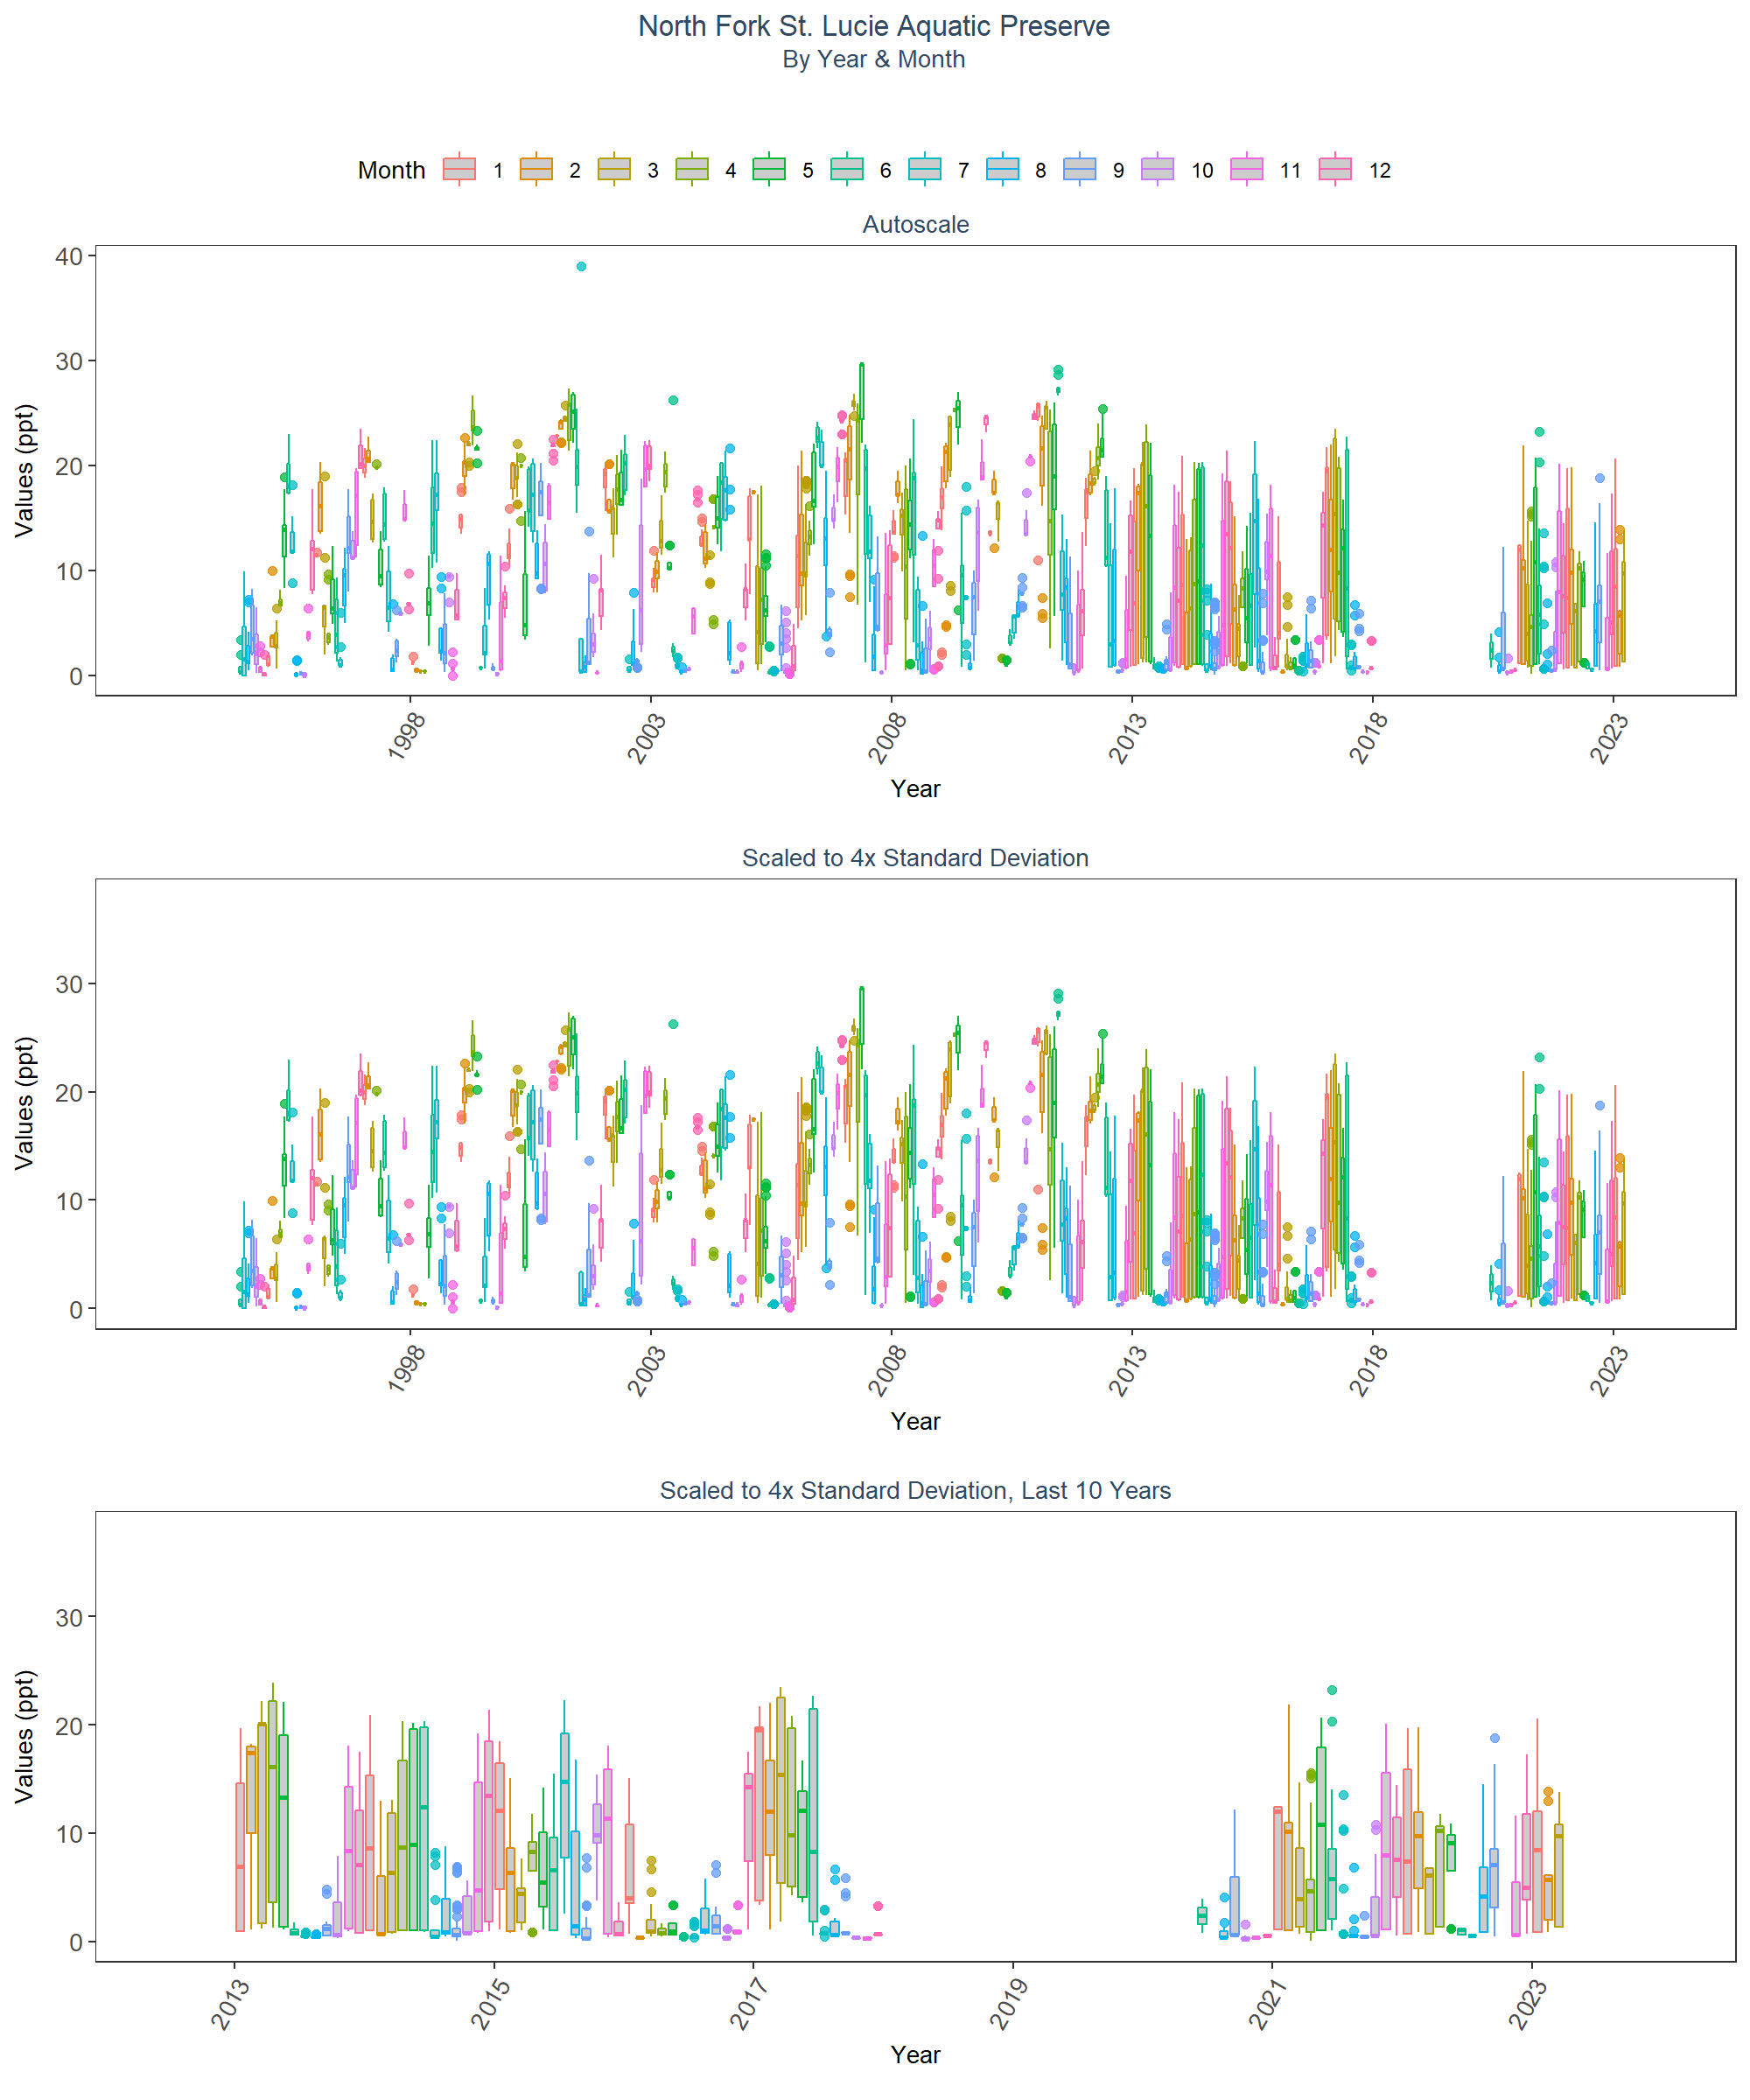 North Fork St. Lucie Aquatic Preserve
By Year & Month
Month 1 2 3 4 5 6 7 8 9 10 11 12
Autoscale
Values (ppt)
40
30
20
10
0
1998 2003 2008 2013 2018 2023
Year
Scaled to 4x Standard Deviation
Values (ppt)
30
20
10
0
1998 2003 2008 2013 2018 2023
Year
Scaled to 4x Standard Deviation, Last 10 Years
Values (ppt)
30
20
10
0
2013 2015 2017 2019 2021 2023
Year